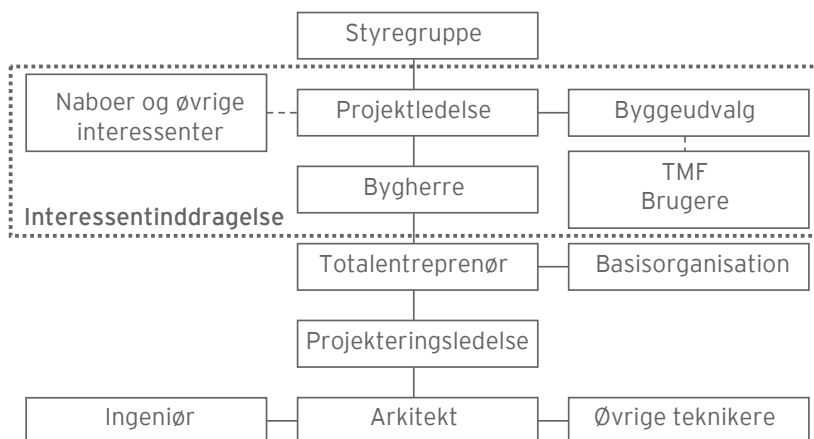 Styregruppe
Naboer og øvrige
interessenter
Projektledelse
Byggeudvalg
Bygherre
TMF
Brugere
Interessentinddragelse
Totalentreprenør
Basisorganisation
Projekteringsledelse
Ingeniør
Arkitekt
Øvrige teknikere